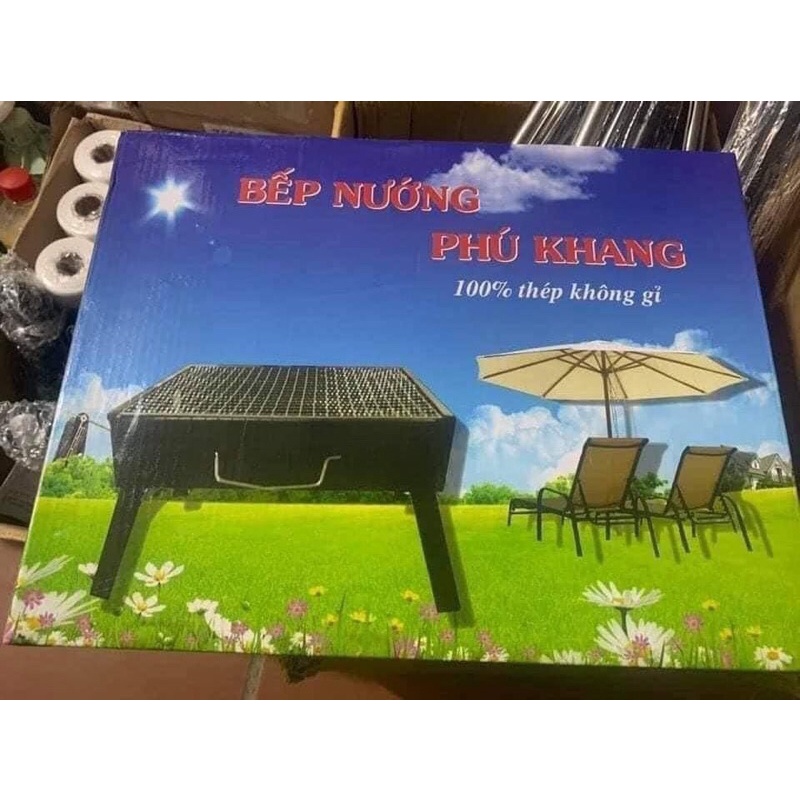 BẾP NƯỚNG
PHÚ KHANG
100% thép không gỉ